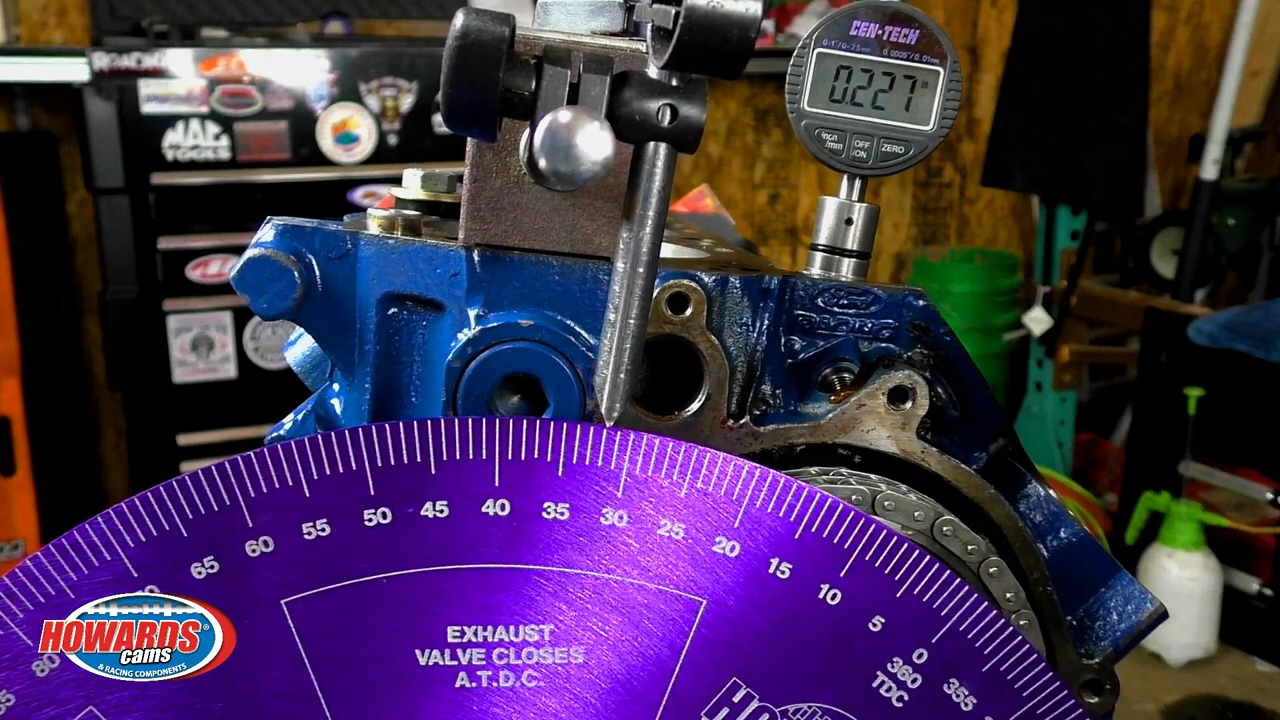 CEN-TECH
0-1"/0-25mm 0.0005"/0.01mm
0.227 in
inch/mm OFF/ON ZERO
MAC TOOLS
Ford
RACING
65 60 55 50 45 40 35 30 25 20 15 10 5 0
360 355
TDC
80
EXHAUST
VALVE CLOSES
A.T.D.C.
HOWARDS®
cams
& RACING COMPONENTS